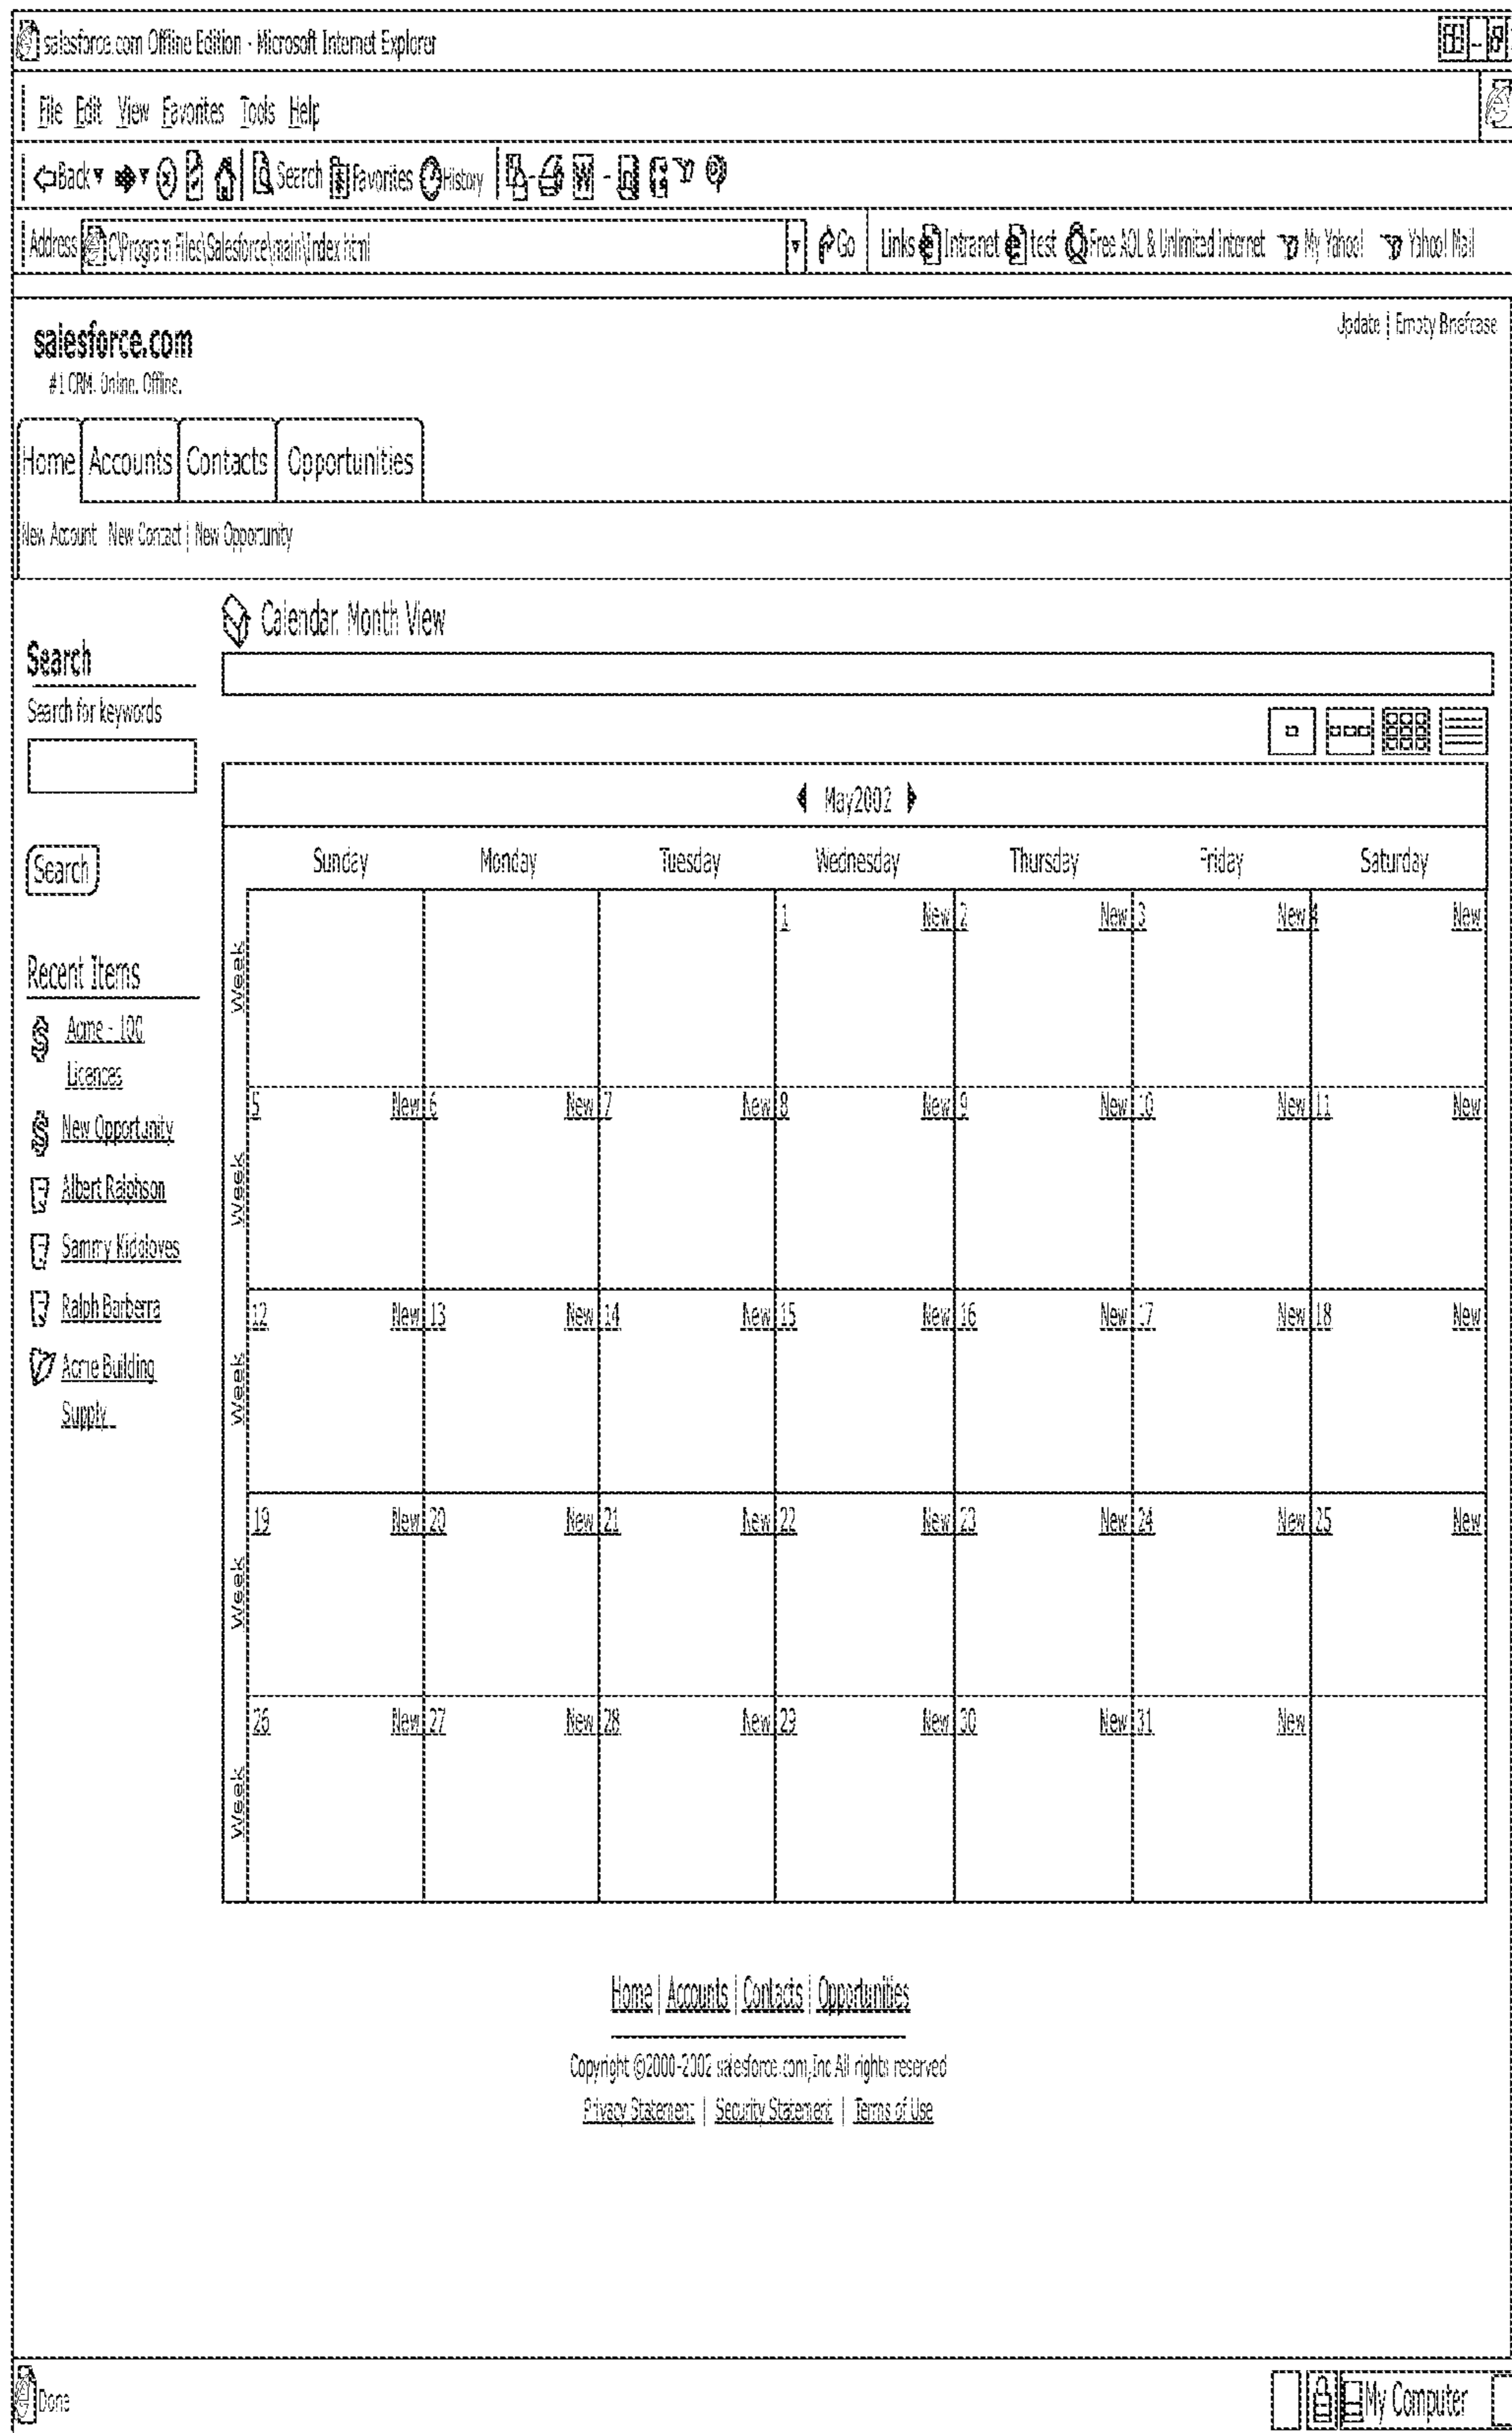 salesforce.com Offline Edition - Microsoft Internet Explorer
File Edit View Favorites Tools Help
Back Search Favorites History
Address C\Program Files\Salesforce\main\Index html Go Links Intranet test Free AOL & Unlimited Internet My Yahoo! Yahoo! Mail
Update | Empty Briefcase
salesforce.com
#1 CRM. Online. Offline.
Home Accounts Contacts Opportunities
New Account New Contact | New Opportunity
Calendar. Month View
Search
Search for keywords
Search
Recent Items
Acme - 100
Licences
New Opportunity
Albert Ralphson
Sammy Kidgloves
Ralph Barberra
Acme Building
Supply
May2002
Sunday Monday Tuesday Wednesday Thursday Friday Saturday
Week 1 New 2 New 3 New 4 New
Week 5 New 6 New 7 New 8 New 9 New 10 New 11 New
Week 12 New 13 New 14 New 15 New 16 New 17 New 18 New
Week 19 New 20 New 21 New 22 New 23 New 24 New 25 New
Week 26 New 27 New 28 New 29 New 30 New 31 New
Home | Accounts | Contacts | Opportunities
Copyright ©2000-2002 salesforce.com,Inc All rights reserved
Privacy Statement | Security Statement | Terms of Use
Done My Computer